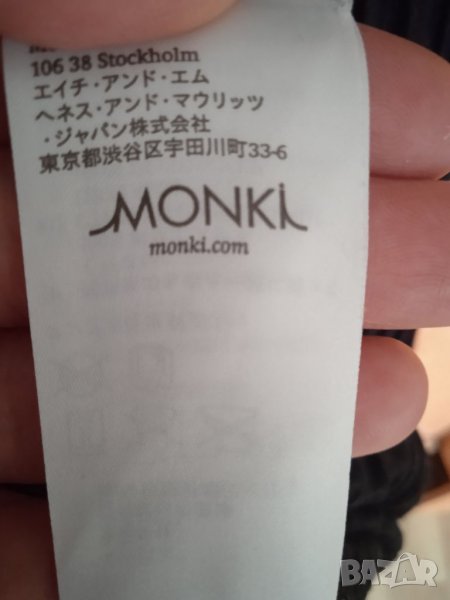 106 38 Stockholm
エイチ・アンド・エム
ヘネス・アンド・マウリッツ
・ジャパン株式会社
東京都渋谷区宇田川町33-6
MONKI
monki.com
BAZAR